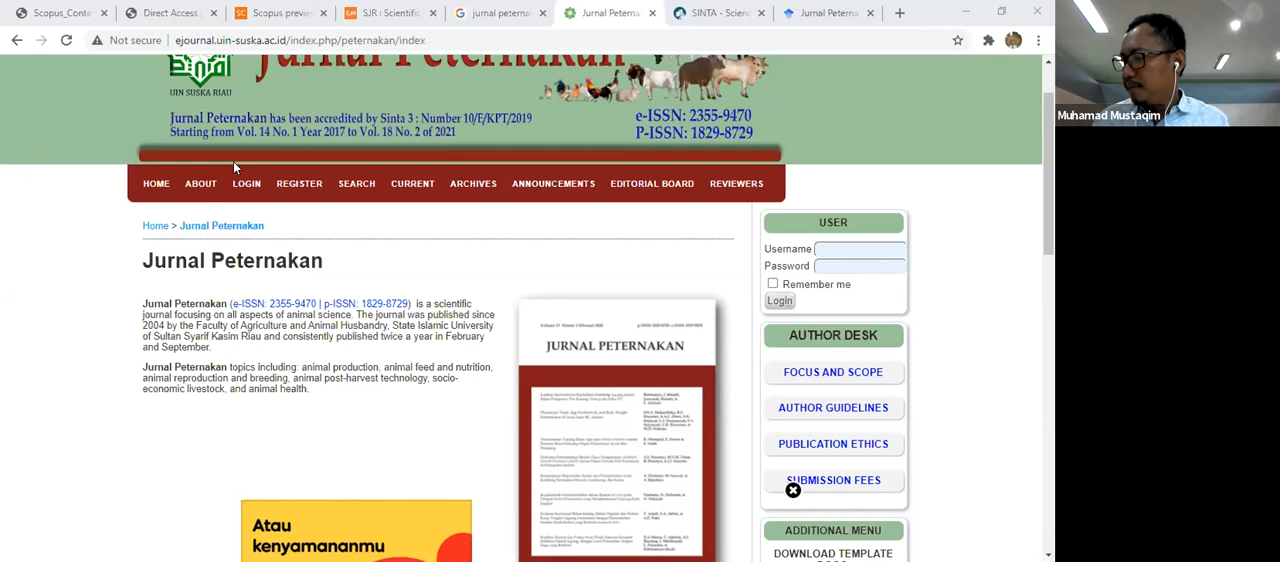 Scopus_Conte
Direct Access
Scopus preview
SJR : Scientific
jurnal peternak
Jurnal Peternak
SINTA - Scienc
Jurnal Peternak
Not secure
ejournal.uin-suska.ac.id/index.php/peternakan/index
Jurnal Peternakan
UIN SUSKA RIAU
Jurnal Peternakan has been accredited by Sinta 3 : Number 10/E/KPT/2019
Starting from Vol. 14 No. 1 Year 2017 to Vol. 18 No. 2 of 2021
e-ISSN: 2355-9470
P-ISSN: 1829-8729
HOME ABOUT LOGIN REGISTER SEARCH CURRENT ARCHIVES ANNOUNCEMENTS EDITORIAL BOARD REVIEWERS
Home > Jurnal Peternakan
Jurnal Peternakan
Jurnal Peternakan (e-ISSN: 2355-9470 | p-ISSN: 1829-8729) is a scientific
journal focusing on all aspects of animal science. The journal was published since
2004 by the Faculty of Agriculture and Animal Husbandry, State Islamic University
of Sultan Syarif Kasim Riau and consistently published twice a year in February
and September.
Jurnal Peternakan topics including: animal production, animal feed and nutrition,
animal reproduction and breeding, animal post-harvest technology, socio-
economic livestock, and animal health.
JURNAL PETERNAKAN
Atau
kenyamananmu
USER
Username
Password
Remember me
Login
AUTHOR DESK
FOCUS AND SCOPE
AUTHOR GUIDELINES
PUBLICATION ETHICS
SUBMISSION FEES
ADDITIONAL MENU
DOWNLOAD TEMPLATE
Muhamad Mustaqim